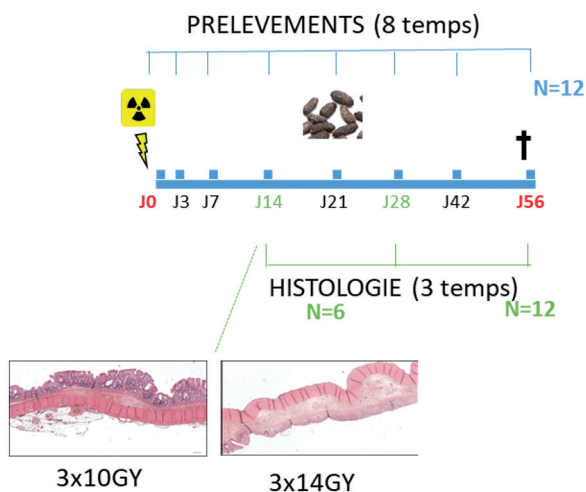 PRELEVEMENTS (8 temps)
N=12
J0 J3 J7 J14 J21 J28 J42 J56
HISTOLOGIE (3 temps)
N=6 N=12
3x10GY 3x14GY